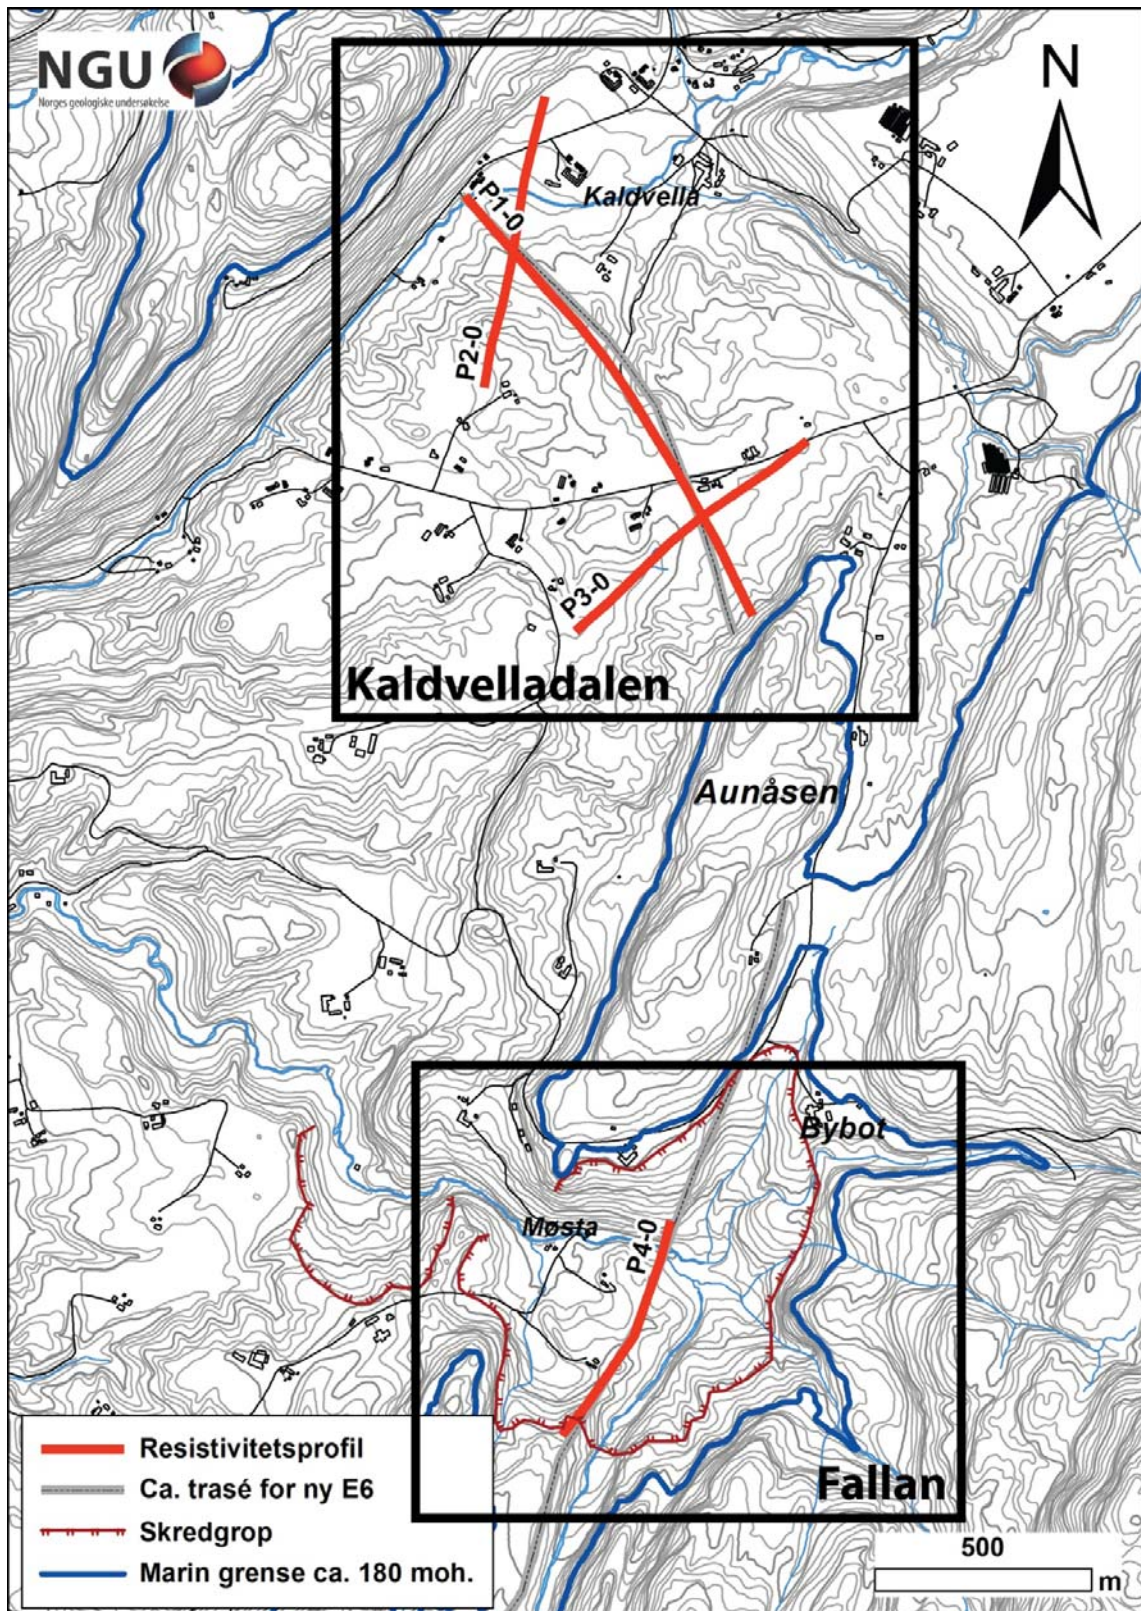 NGU
Norges geologiske undersøkelse
N
P1-0
Kaldvella
P2-0
P3-0
Kaldvelladalen
Aunåsen
Bybot
Møsta
P4-0
Fallan
Resistivitetsprofil
Ca. trasé for ny E6
Skredgrop
Marin grense ca. 180 moh.
500
m